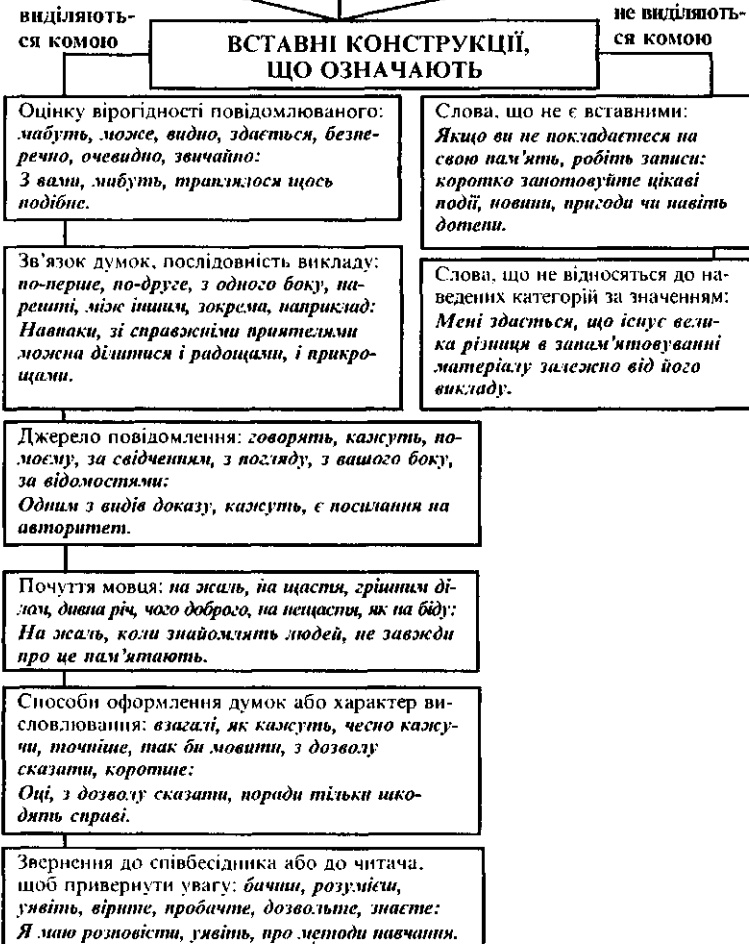 виділяють-
ся комою
не виділяють-
ся комою
ВСТАВНІ КОНСТРУКЦІЇ,
ЩО ОЗНАЧАЮТЬ
Оцінку вірогідності повідомлюваного:
мабуть, може, видно, здається, безпе-
речно, очевидно, звичайно:
З вами, мабуть, траплялося щось
подібне.
Зв'язок думок, послідовність викладу:
по-перше, по-друге, з одного боку, на-
решті, між іншим, зокрема, наприклад:
Навпаки, зі справжніми приятелями
можна ділитися і радощами, і прикро-
щами.
Джерело повідомлення: говорять, кажуть, по-
моєму, за свідченням, з погляду, з вашого боку,
за відомостями:
Одним з видів доказу, кажуть, є посилання на
авторитет.
Почуття мовця: на жаль, на щастя, грішним ді-
лом, дивна річ, чого доброго, на нещастя, як на біду:
На жаль, коли знайомлять людей, не завжди
про це пам'ятають.
Способи оформлення думок або характер ви-
словлювання: взагалі, як кажуть, чесно кажу-
чи, точніше, так би мовити, з дозволу
сказати, коротше:
Оці, з дозволу сказати, поради тільки шко-
дять справі.
Звернення до співбесідника або до читача,
щоб привернути увагу: бачиш, розумієш,
уявіть, вірите, пробачте, дозвольте, знаєте:
Я маю розповісти, уявіть, про методи навчання.
Слова, що не є вставними:
Якщо ви не покладаєтеся на
свою пам'ять, робіть записи:
коротко занотовуйте цікаві
події, новини, пригоди чи навіть
дотепи.
Слова, що не відносяться до на-
ведених категорій за значенням:
Мені здається, що існує вели-
ка різниця в запам'ятовуванні
матеріалу залежно від його
викладу.